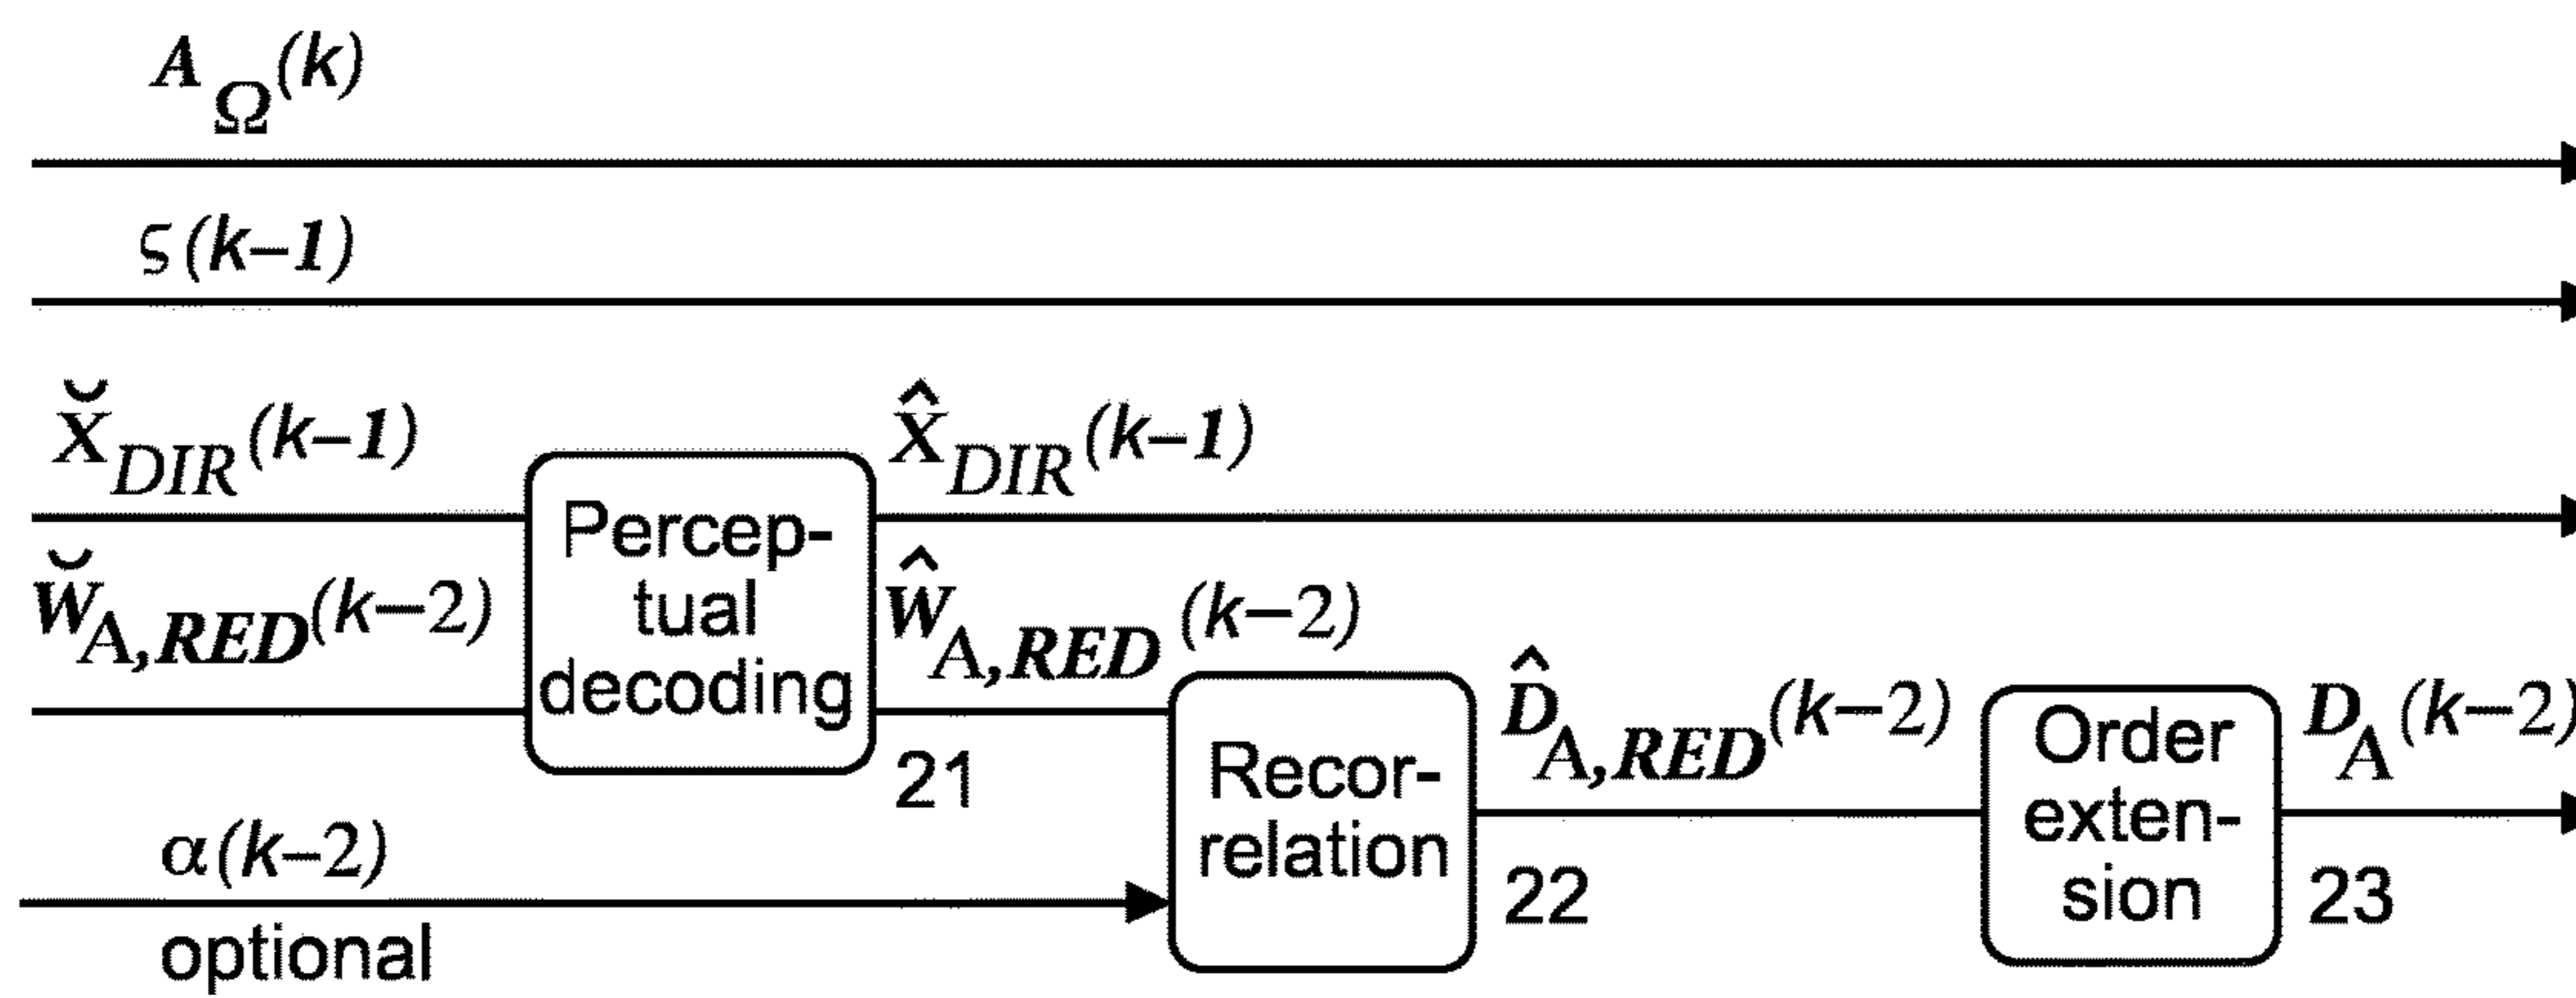 A_Ω(k)
ς(k–1)
X̆_DIR(k–1)
X̂_DIR(k–1)
W̆_A,RED(k–2)
Ŵ_A,RED(k–2)
Percep-
tual
decoding
21
D̂_A,RED(k–2)
D_A(k–2)
Recor-
relation
22
Order
exten-
sion
23
α(k–2)
optional